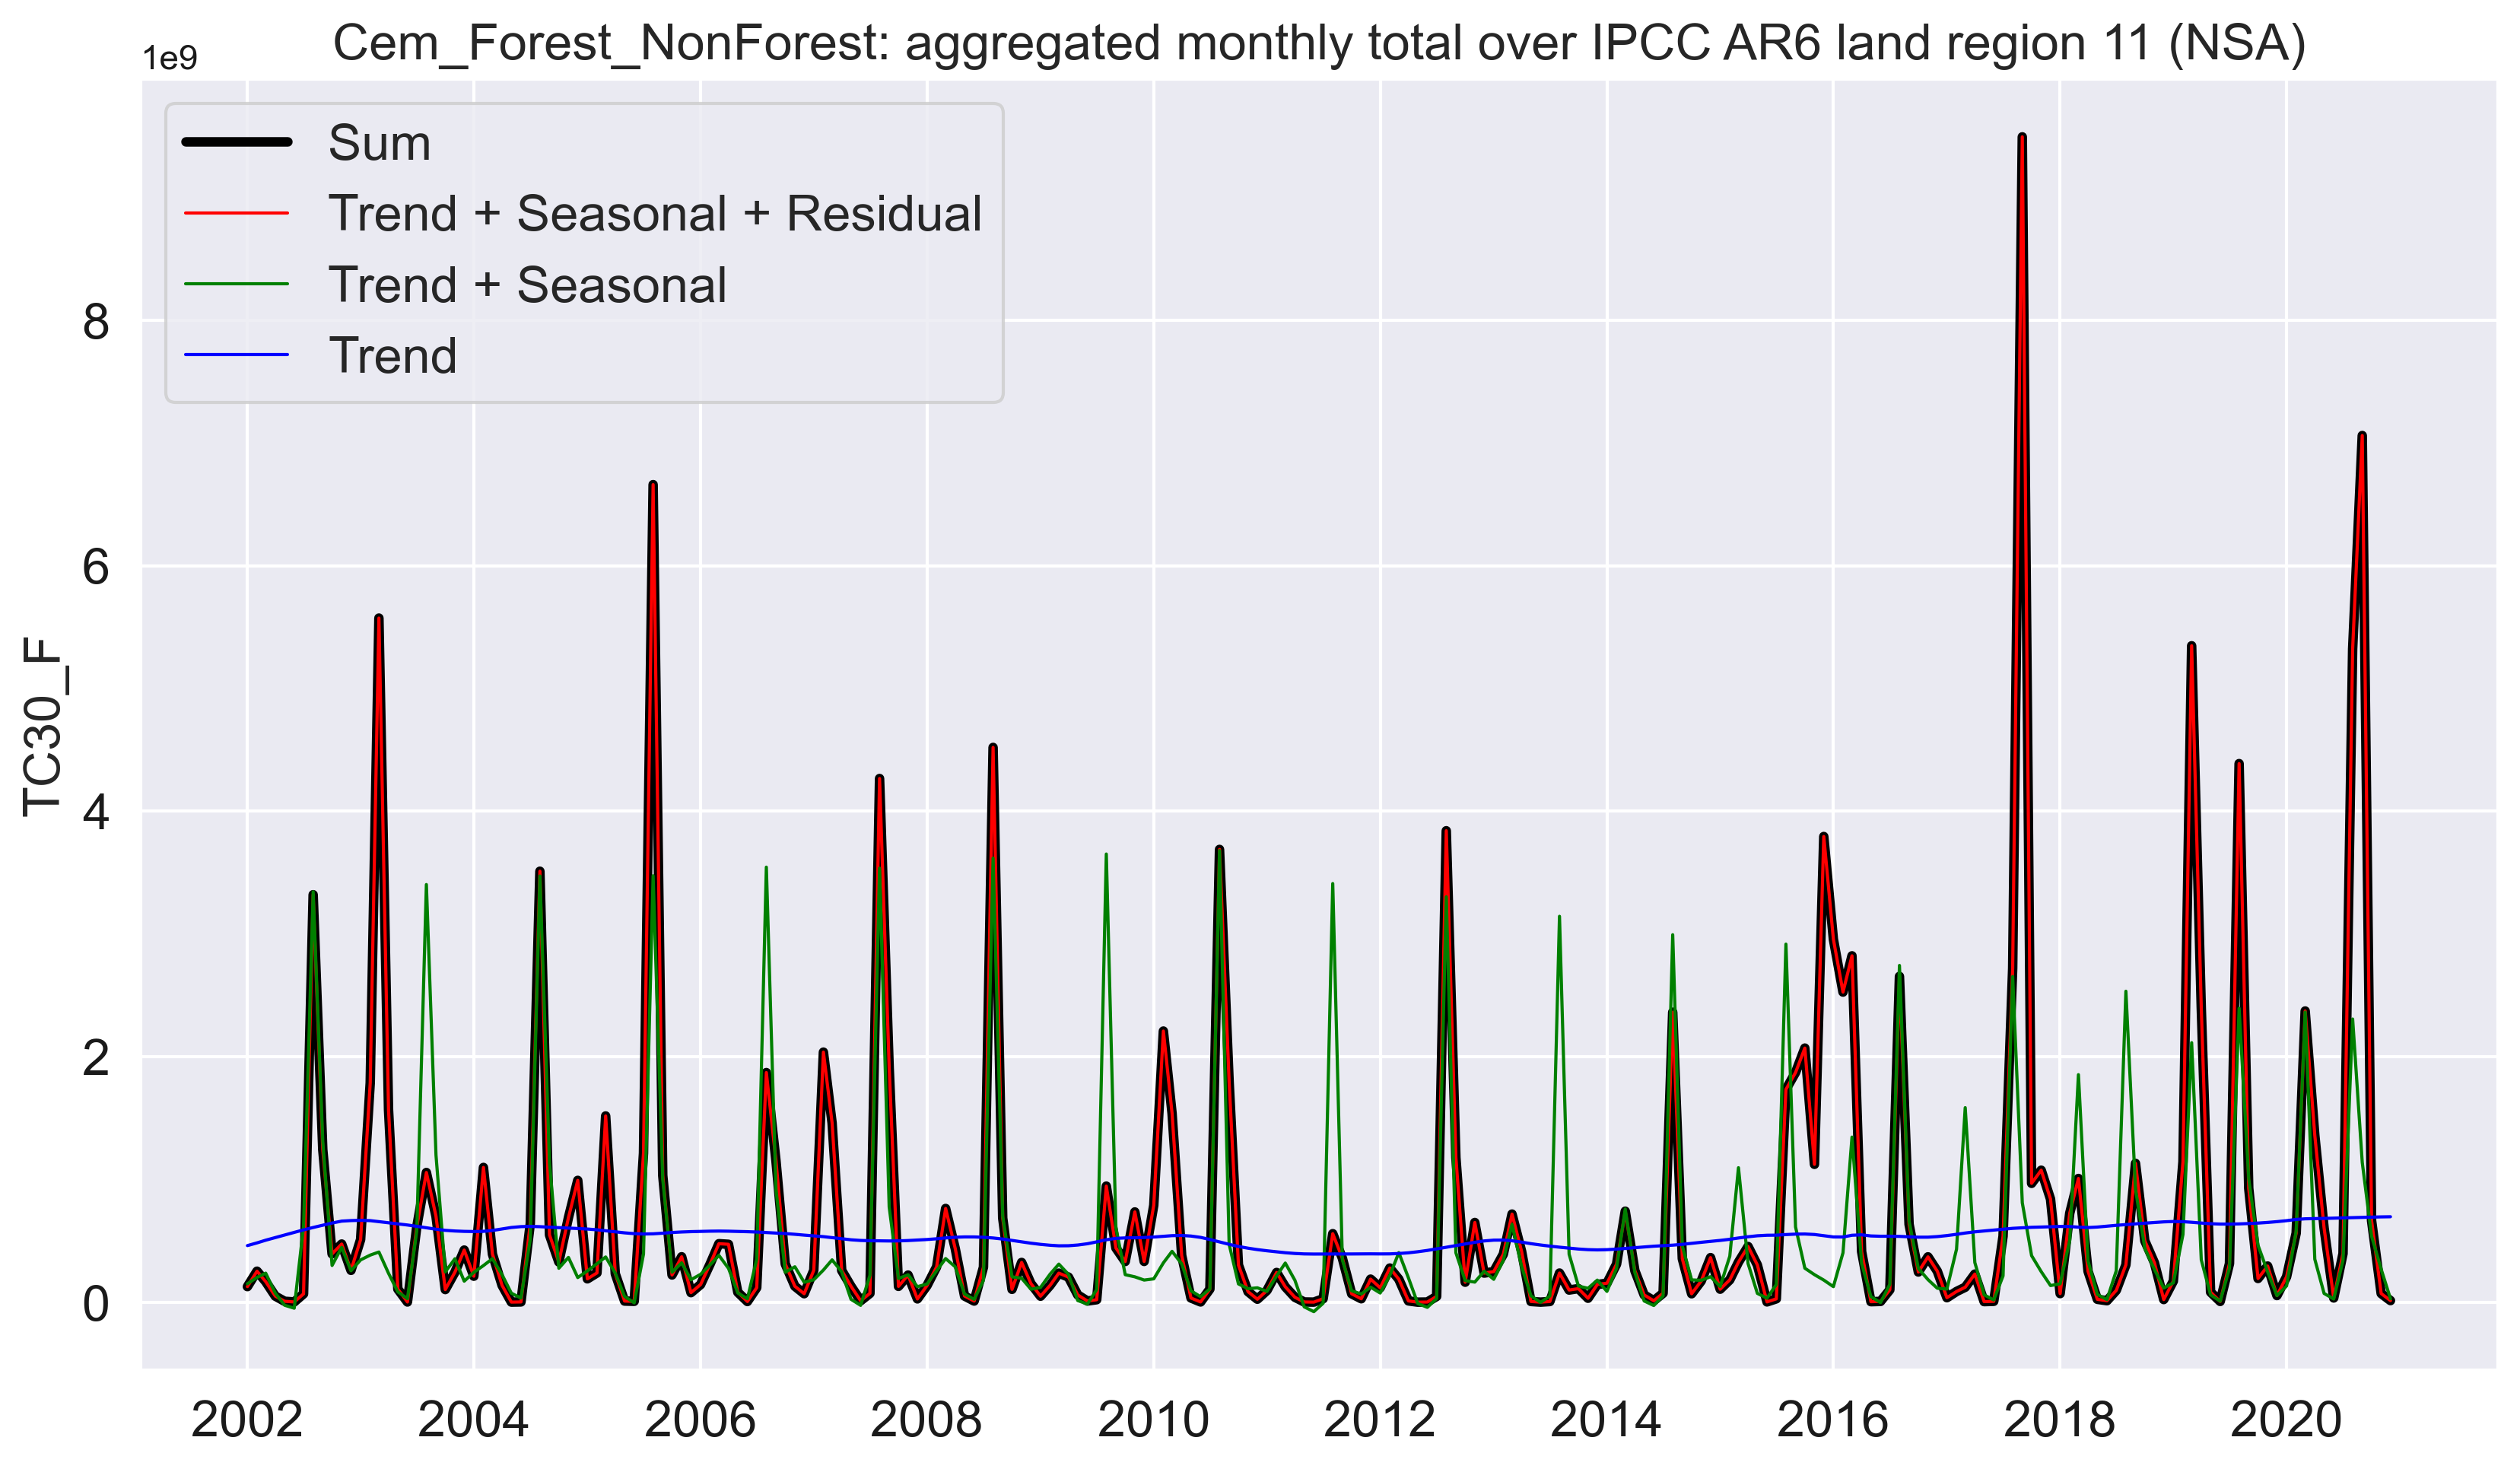 Cem_Forest_NonForest: aggregated monthly total over IPCC AR6 land region 11 (NSA)
1e9
Sum
Trend + Seasonal + Residual
Trend + Seasonal
Trend
8
6
4
2
0
TC30_F
2002 2004 2006 2008 2010 2012 2014 2016 2018 2020